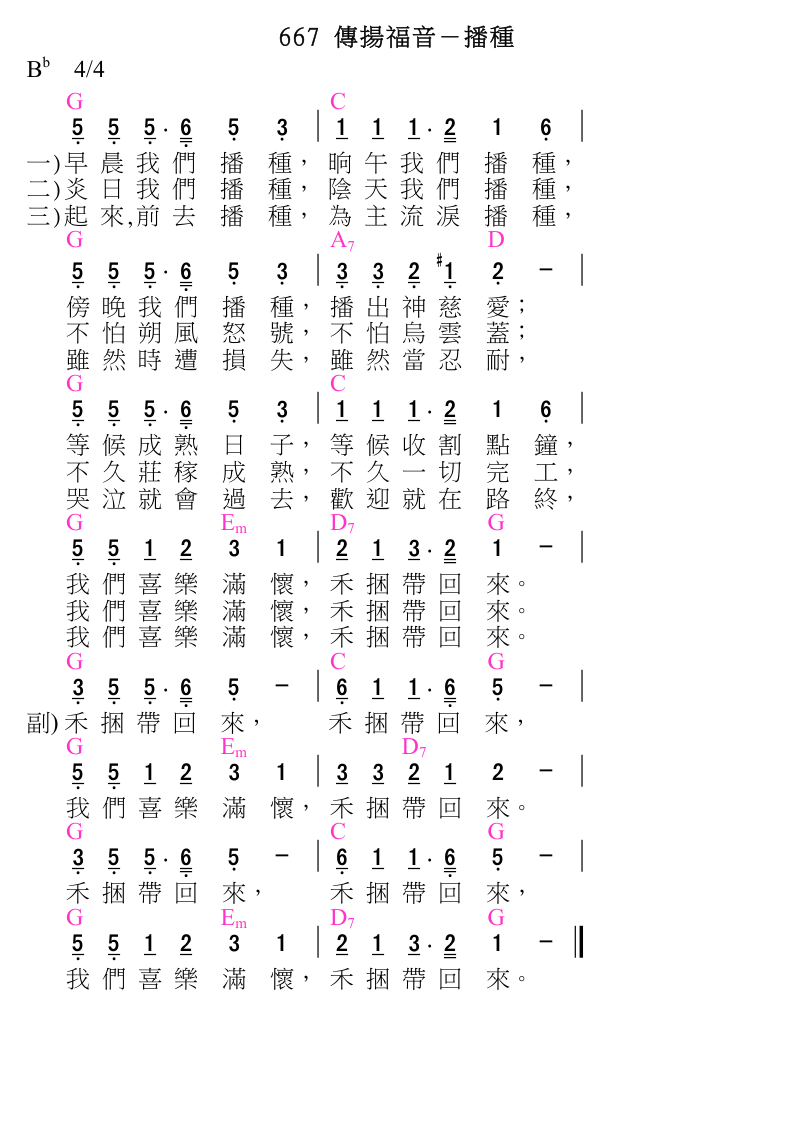 667 傳揚福音－播種
Bb 4/4
G C
5 5 5 · 6 5 3 | 1 1 1 · 2 1 6 |
一)早晨我們播種，晌午我們播種，
二)炎日我們播種，陰天我們播種，
三)起來,前去播種，為主流淚播種，
G A7 D
5 5 5 · 6 5 3 | 3 3 2 #1 2 － |
傍晚我們播種，播出神慈愛；
不怕朔風怒號，不怕烏雲蓋；
雖然時遭損失，雖然當忍耐，
G C
5 5 5 · 6 5 3 | 1 1 1 · 2 1 6 |
等候成熟日子，等候收割點鐘，
不久莊稼成熟，不久一切完工，
哭泣就會過去，歡迎就在路終，
G Em D7 G
5 5 1 2 3 1 | 2 1 3 · 2 1 － |
我們喜樂滿懷，禾捆帶回來。
我們喜樂滿懷，禾捆帶回來。
我們喜樂滿懷，禾捆帶回來。
G C G
3 5 5 · 6 5 － | 6 1 1 · 6 5 － |
副)禾捆帶回來，禾捆帶回來，
G Em D7
5 5 1 2 3 1 | 3 3 2 1 2 － |
我們喜樂滿懷，禾捆帶回來。
G C G
3 5 5 · 6 5 － | 6 1 1 · 6 5 － |
禾捆帶回來，禾捆帶回來，
G Em D7 G
5 5 1 2 3 1 | 2 1 3 · 2 1 － ‖
我們喜樂滿懷，禾捆帶回來。